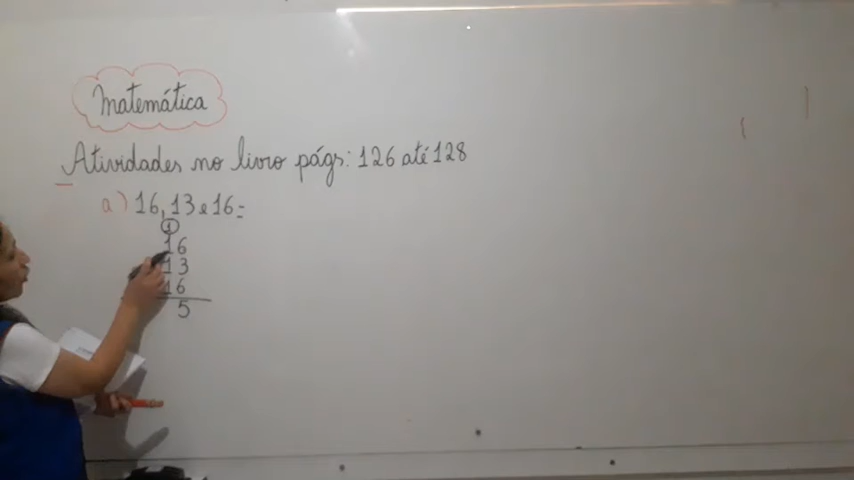 Matemática
Atividades no livro págs: 126 até 128
a) 16, 13 e 16=
1
16
13
16
5